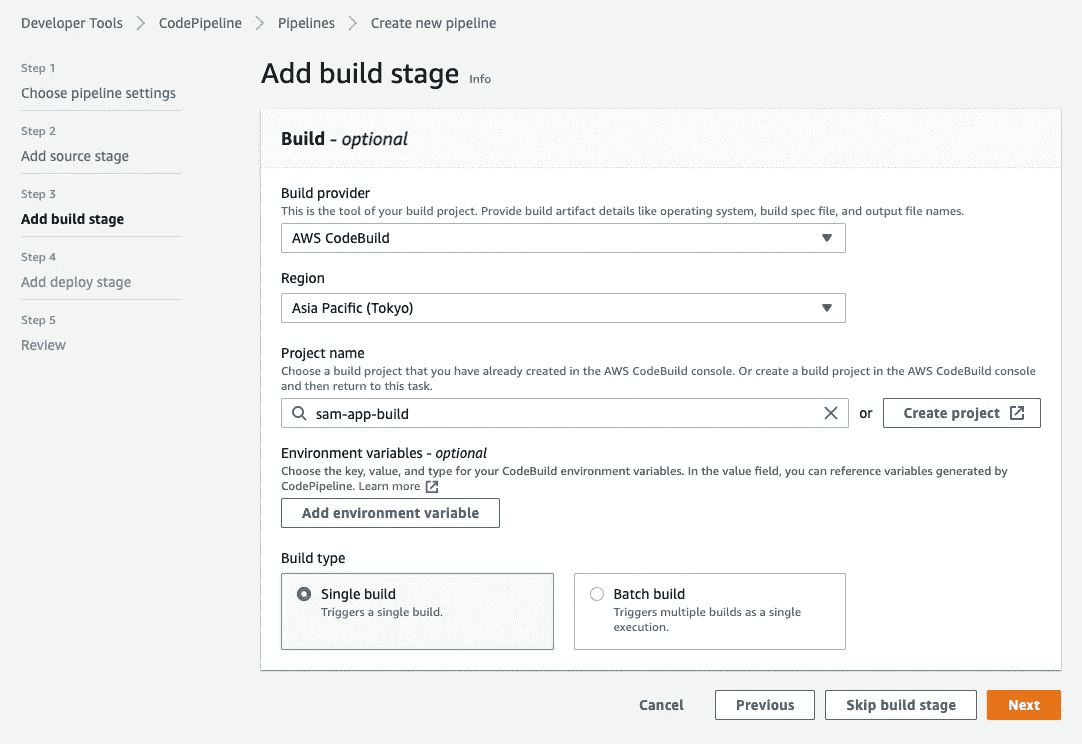 Developer Tools > CodePipeline > Pipelines > Create new pipeline
Step 1
Choose pipeline settings
Step 2
Add source stage
Step 3
Add build stage
Step 4
Add deploy stage
Step 5
Review
Add build stage Info
Build - optional
Build provider
This is the tool of your build project. Provide build artifact details like operating system, build spec file, and output file names.
AWS CodeBuild
Region
Asia Pacific (Tokyo)
Project name
Choose a build project that you have already created in the AWS CodeBuild console. Or create a build project in the AWS CodeBuild console
and then return to this task.
sam-app-build
or
Create project
Environment variables - optional
Choose the key, value, and type for your CodeBuild environment variables. In the value field, you can reference variables generated by
CodePipeline. Learn more
Add environment variable
Build type
Single build
Triggers a single build.
Batch build
Triggers multiple builds as a single
execution.
Cancel
Previous
Skip build stage
Next